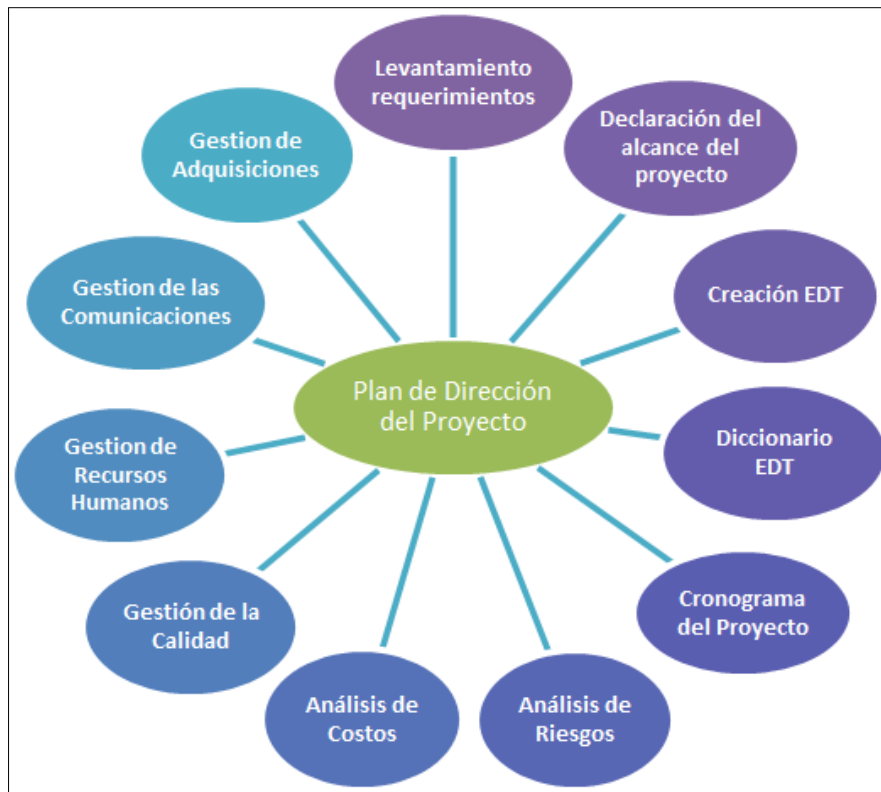 Levantamiento
requerimientos
Declaración del
alcance del
proyecto
Creación EDT
Diccionario
EDT
Cronograma
del Proyecto
Análisis de
Riesgos
Análisis de
Costos
Gestión de la
Calidad
Gestion de
Recursos
Humanos
Gestion de las
Comunicaciones
Gestion de
Adquisiciones
Plan de Dirección
del Proyecto